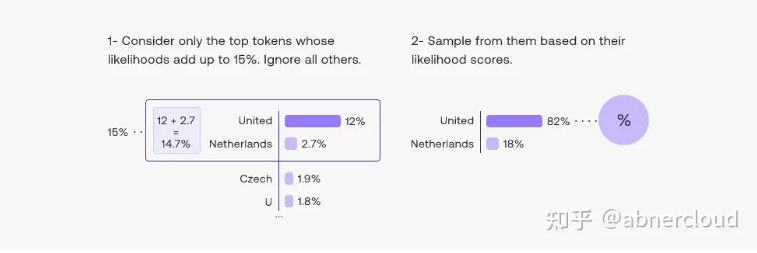 1- Consider only the top tokens whose
likelihoods add up to 15%. Ignore all others.
15%
12 + 2.7
=
14.7%
United 12%
Netherlands 2.7%
Czech 1.9%
U 1.8%
...
2- Sample from them based on their
likelihood scores.
United 82%
Netherlands 18%
%
知乎 @abnercloud